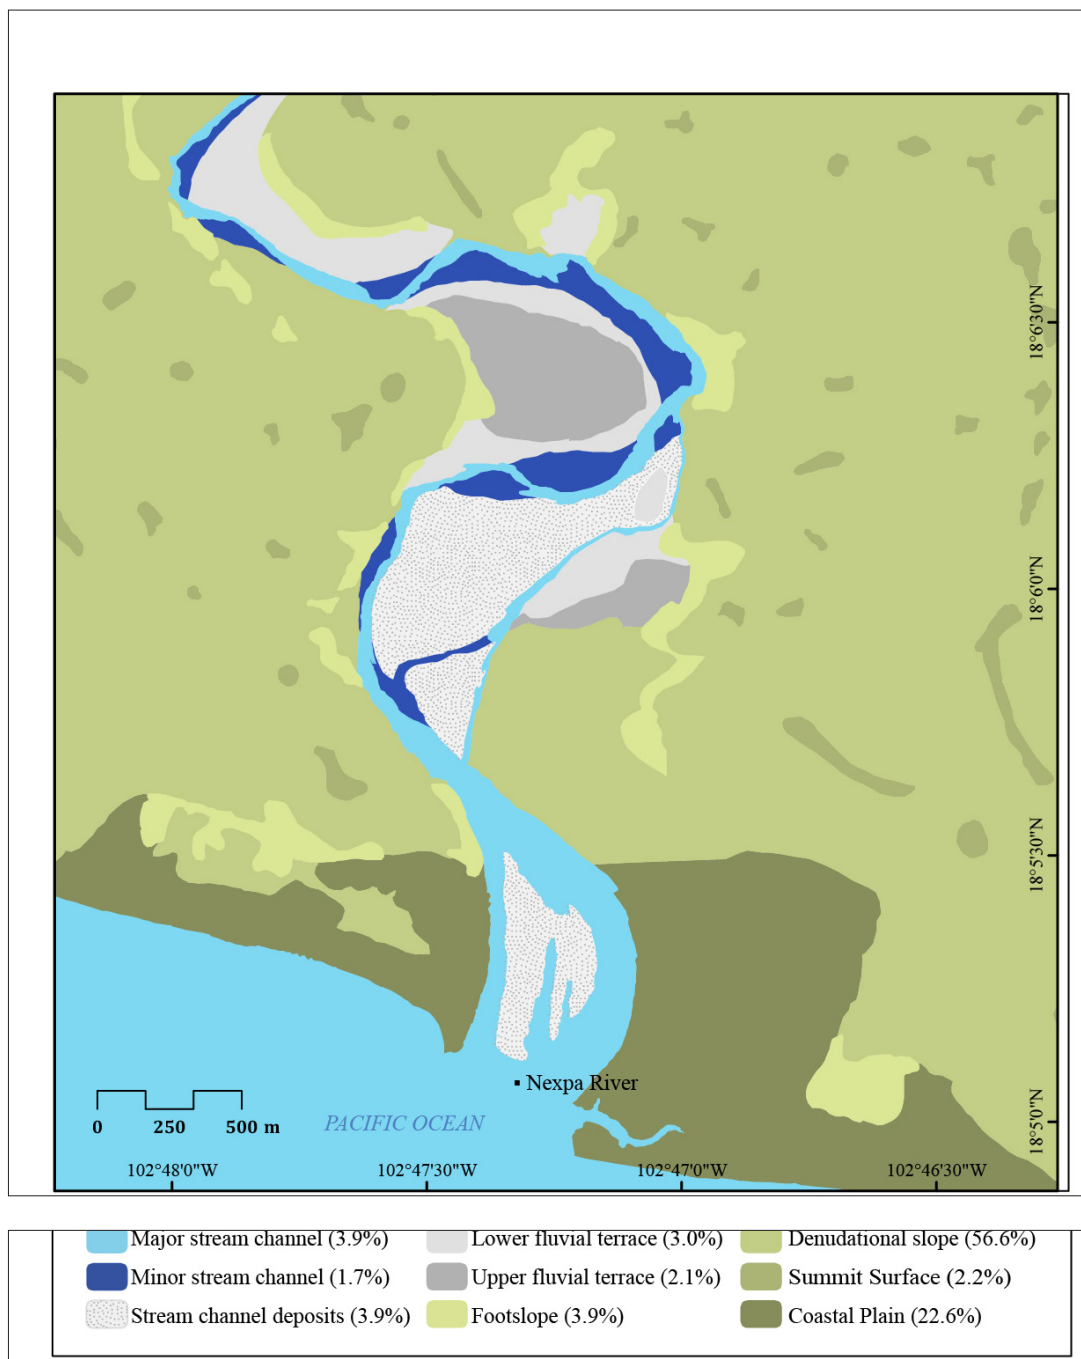 18°6'30"N
18°6'0"N
18°5'30"N
18°5'0"N
Nexpa River
PACIFIC OCEAN
0 250 500 m
102°48'0"W 102°47'30"W 102°47'0"W 102°46'30"W
Major stream channel (3.9%) Lower fluvial terrace (3.0%) Denudational slope (56.6%)
Minor stream channel (1.7%) Upper fluvial terrace (2.1%) Summit Surface (2.2%)
Stream channel deposits (3.9%) Footslope (3.9%) Coastal Plain (22.6%)